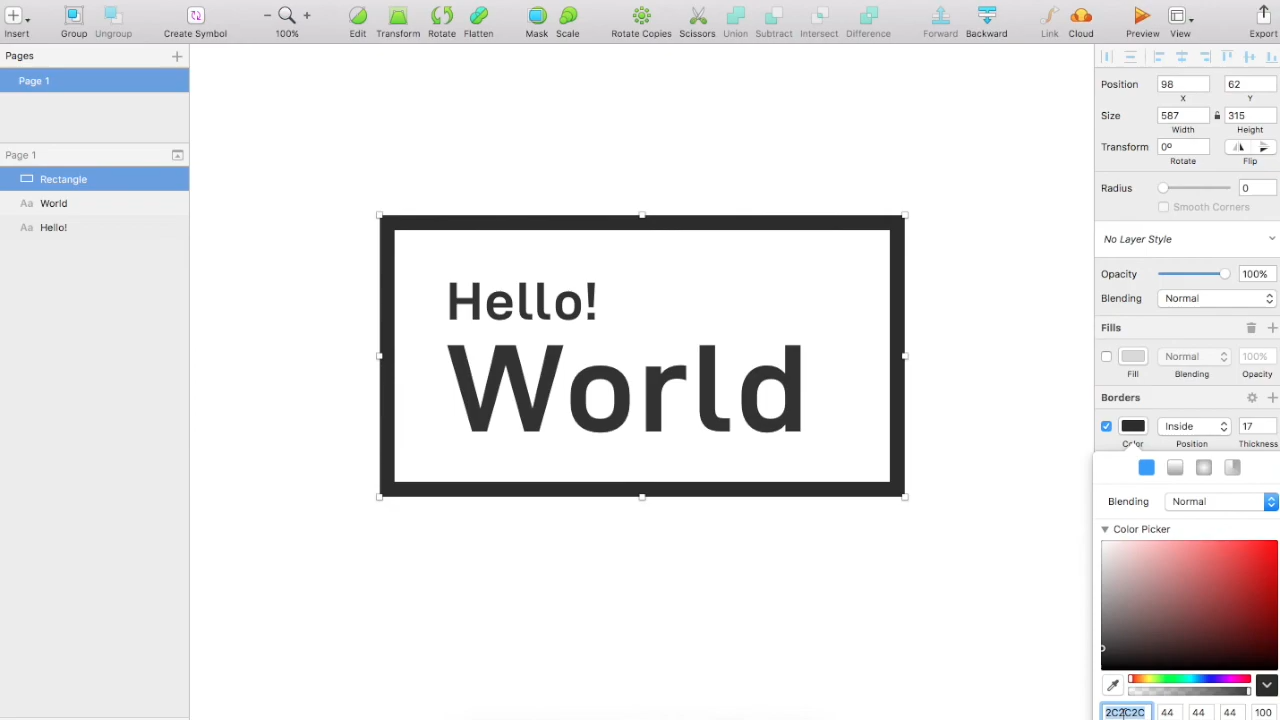 Insert Group Ungroup Create Symbol 100% Edit Transform Rotate Flatten Mask Scale Rotate Copies Scissors Union Subtract Intersect Difference Forward Backward Link Cloud Preview View Export
Pages
Page 1
Page 1
Rectangle
Aa World
Aa Hello!
Hello!
World
Position 98 62
X Y
Size 587 315
Width Height
Transform 0º
Rotate Flip
Radius 0
Smooth Corners
No Layer Style
Opacity 100%
Blending Normal
Fills
Normal 100%
Fill Blending Opacity
Borders
Inside 17
Color Position Thickness
Blending Normal
Color Picker
2C2C2C 44 44 44 100